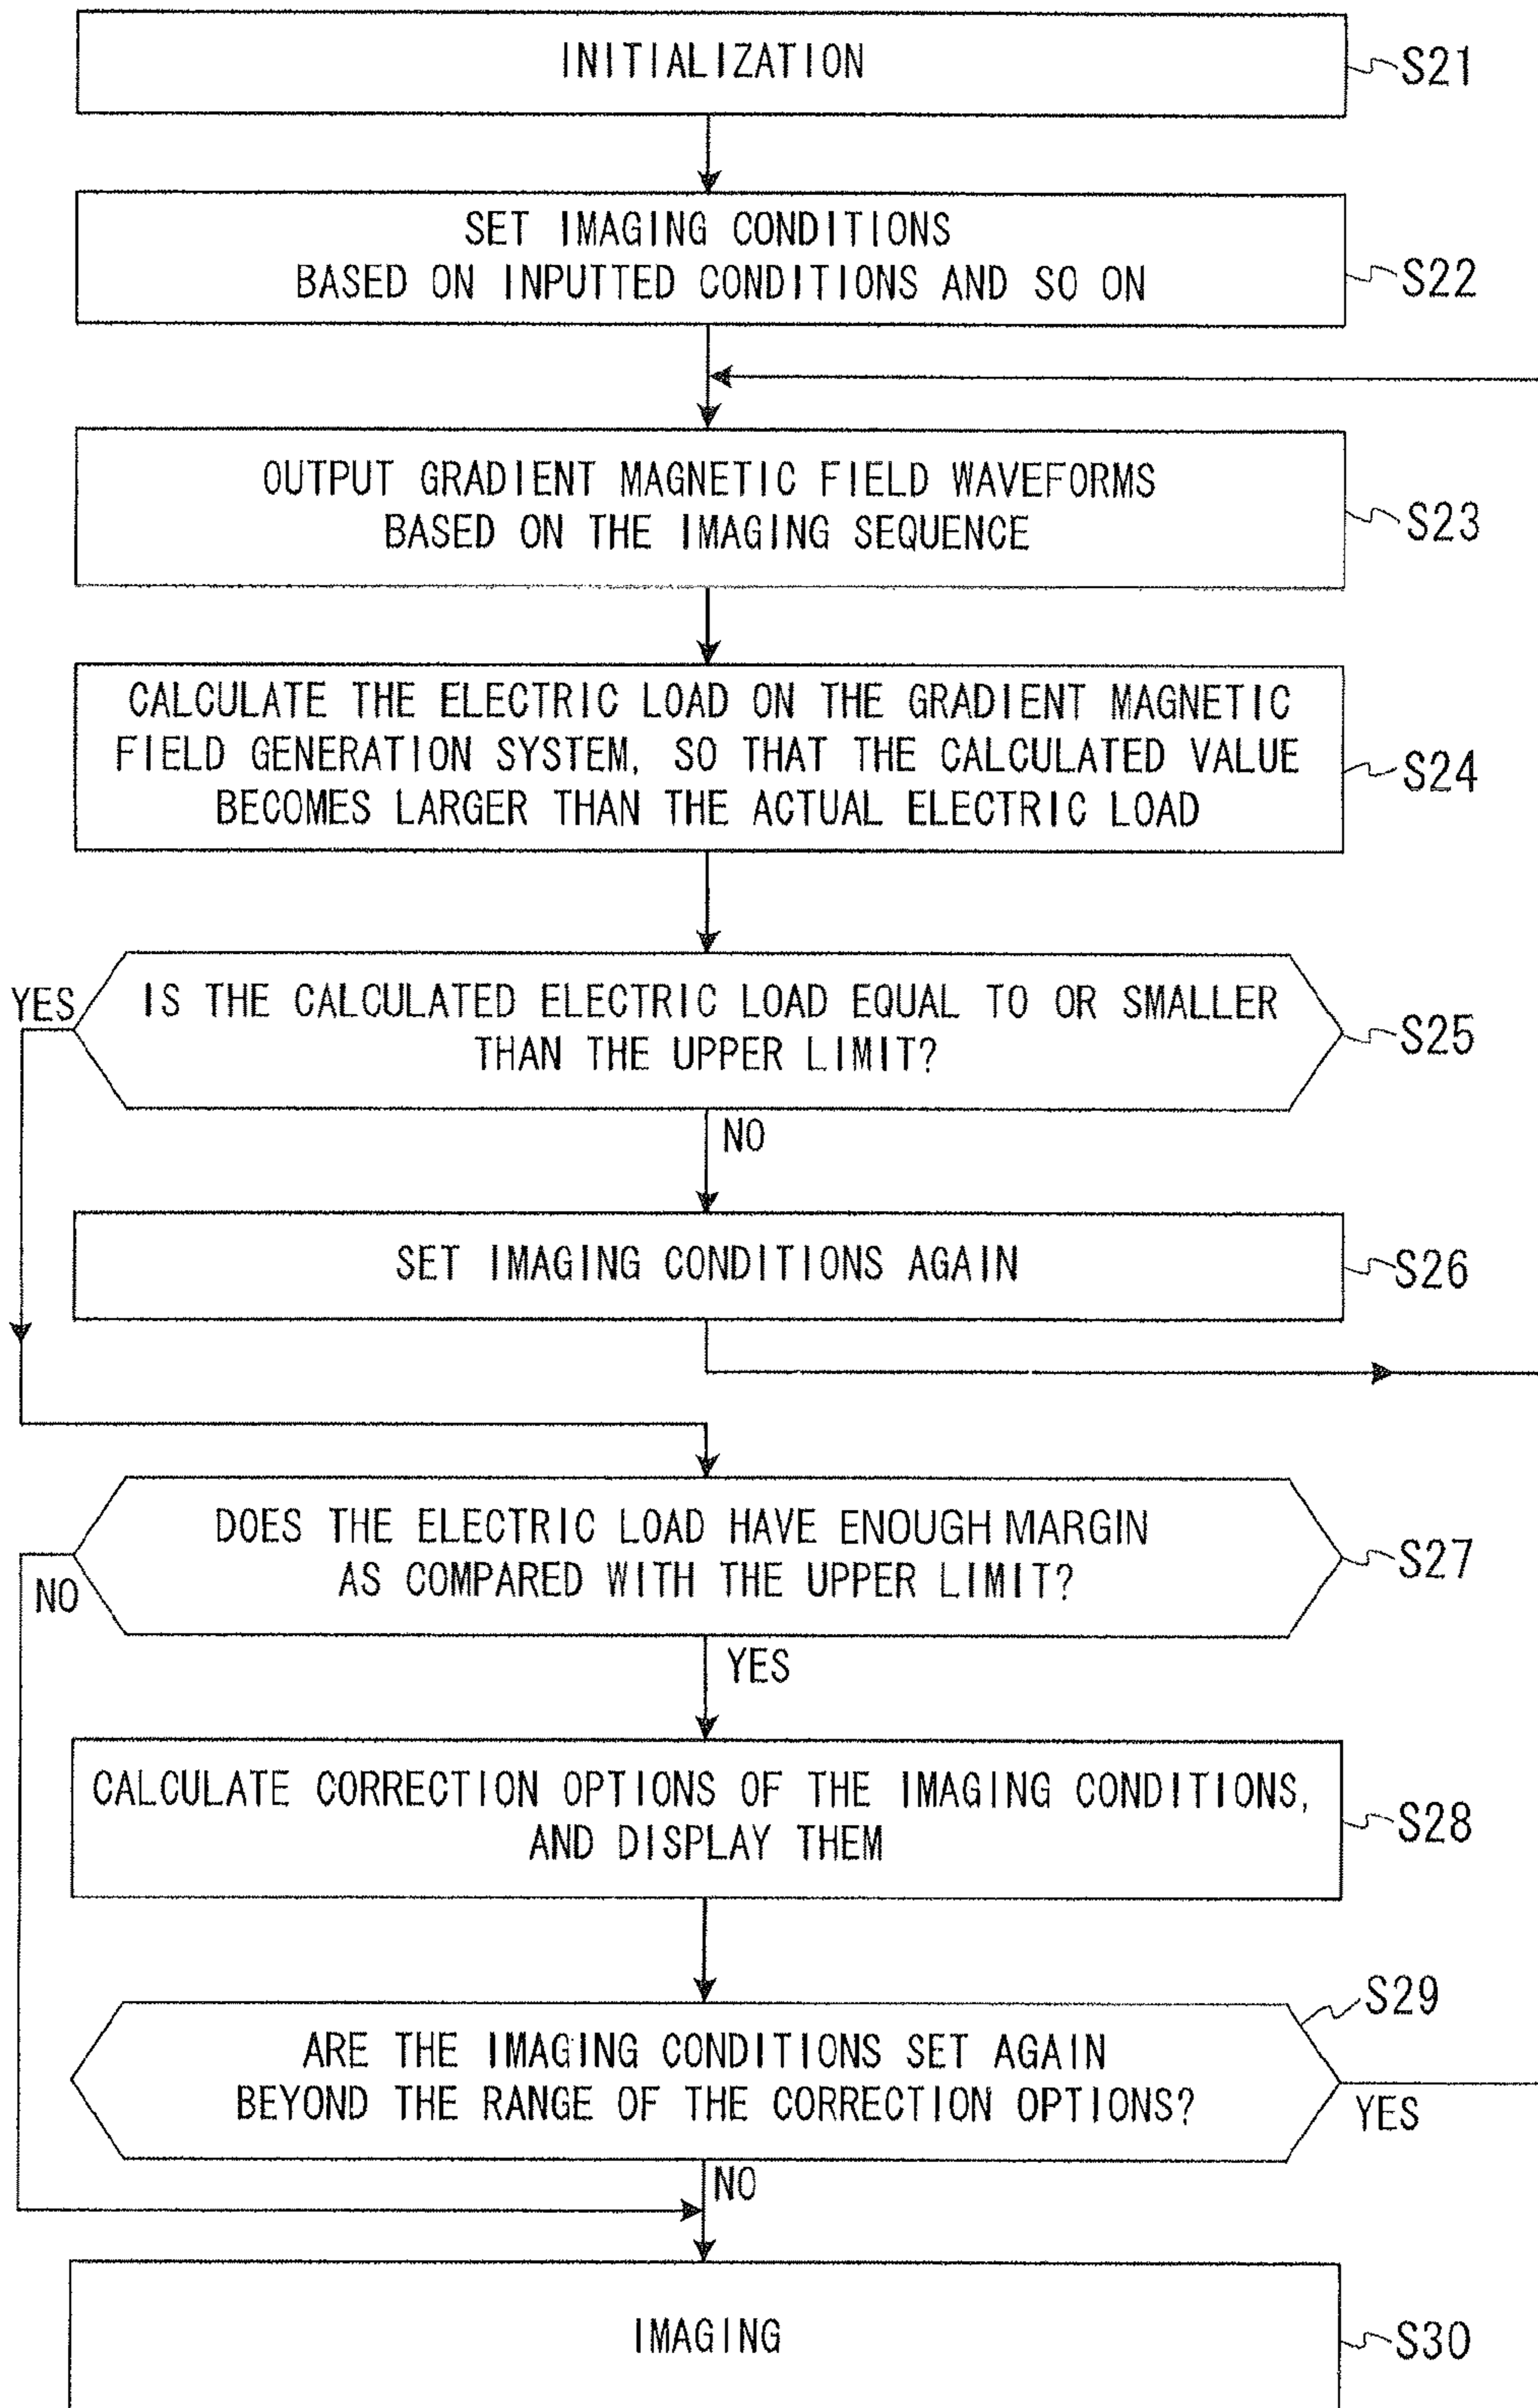 INITIALIZATION
S21
SET IMAGING CONDITIONS
BASED ON INPUTTED CONDITIONS AND SO ON
S22
OUTPUT GRADIENT MAGNETIC FIELD WAVEFORMS
BASED ON THE IMAGING SEQUENCE
S23
CALCULATE THE ELECTRIC LOAD ON THE GRADIENT MAGNETIC
FIELD GENERATION SYSTEM, SO THAT THE CALCULATED VALUE
BECOMES LARGER THAN THE ACTUAL ELECTRIC LOAD
S24
YES
IS THE CALCULATED ELECTRIC LOAD EQUAL TO OR SMALLER
THAN THE UPPER LIMIT?
S25
NO
SET IMAGING CONDITIONS AGAIN
S26
DOES THE ELECTRIC LOAD HAVE ENOUGH MARGIN
AS COMPARED WITH THE UPPER LIMIT?
S27
NO
YES
CALCULATE CORRECTION OPTIONS OF THE IMAGING CONDITIONS,
AND DISPLAY THEM
S28
S29
ARE THE IMAGING CONDITIONS SET AGAIN
BEYOND THE RANGE OF THE CORRECTION OPTIONS?
YES
NO
IMAGING
S30